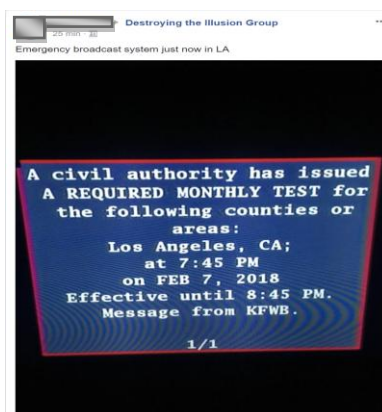 Destroying the Illusion Group
25 min
Emergency broadcast system just now in LA
A civil authority has issued
A REQUIRED MONTHLY TEST for
the following counties or
areas:
Los Angeles, CA;
at 7:45 PM
on FEB 7, 2018
Effective until 8:45 PM.
Message from KFWB.
1/1